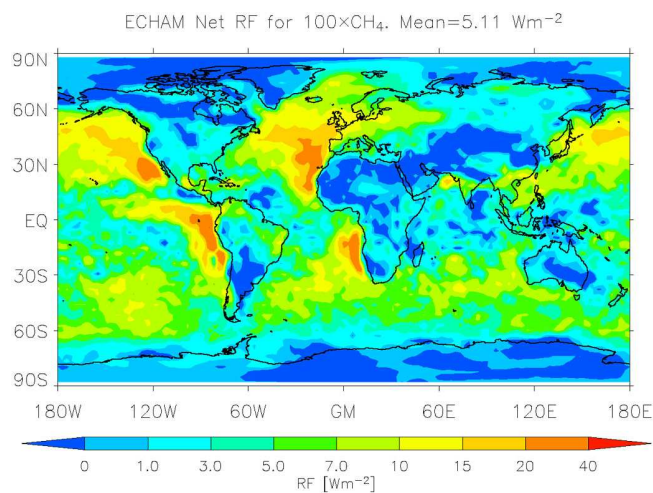 ECHAM Net RF for 100×CH₄. Mean=5.11 Wm⁻²
90N
60N
30N
EQ
30S
60S
90S
180W 120W 60W GM 60E 120E 180E
0 1.0 3.0 5.0 7.0 10 15 20 40
RF [Wm⁻²]